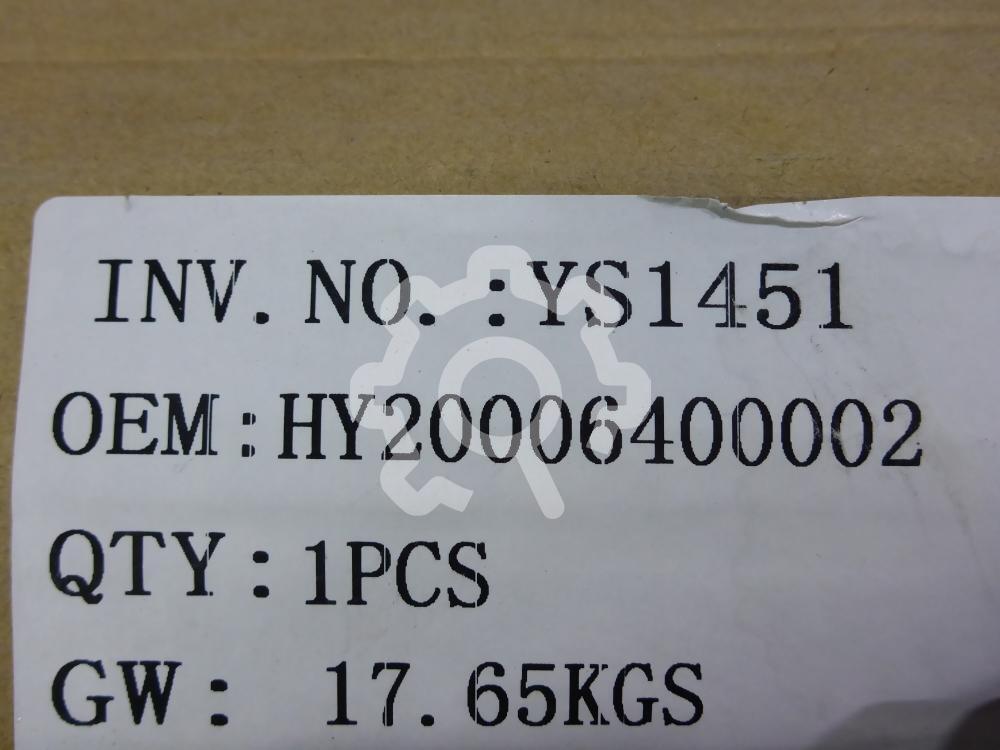 INV. NO. :YS1451
OEM:HY20006400002
QTY:1PCS
GW: 17.65KGS